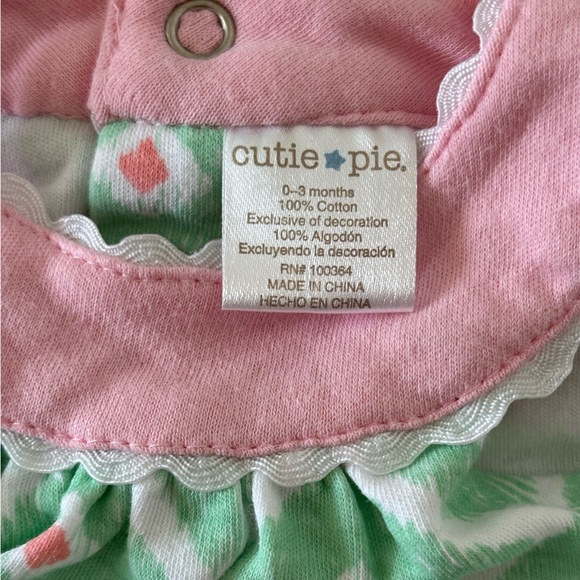 cutie★pie®
0–3 months
100% Cotton
Exclusive of decoration
100% Algodón
Excluyendo la decoración
RN# 100364
MADE IN CHINA
HECHO EN CHINA